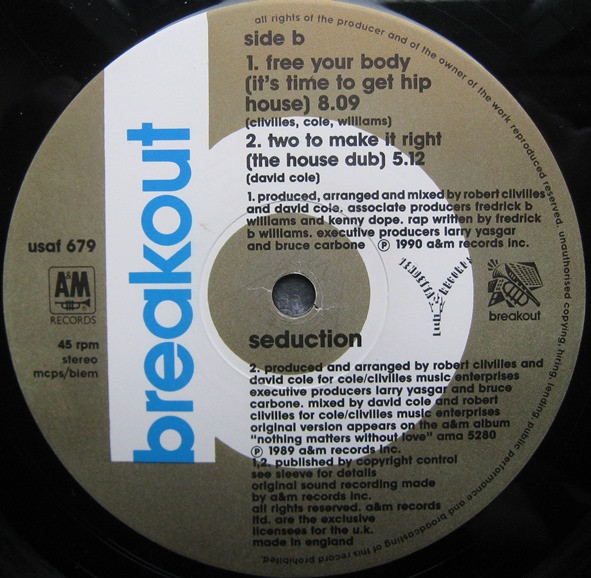 all rights of the producer and of the owner of the work reproduced reserved. unauthorised copying, hiring, lending, public performance and broadcasting of this record prohibited.
side b
1. free your body
(it's time to get hip
house) 8.09
(clivilles, cole, williams)
2. two to make it right
(the house dub) 5.12
(david cole)
1. produced, arranged and mixed by robert clivilles
and david cole. associate producers fredrick b
williams and kenny dope. rap written by fredrick
b williams. executive producers larry yasgar
and bruce carbone ℗ 1990 a&m records inc.
breakout
usaf 679
A&M
RECORDS
45 rpm
stereo
mcps/biem
breakout
seduction
2. produced and arranged by robert clivilles and
david cole for cole/clivilles music enterprises
executive producers larry yasgar and bruce
carbone. mixed by david cole and robert
clivilles for cole/clivilles music enterprises
original version appears on the a&m album
"nothing matters without love" ama 5280
℗ 1989 a&m records inc.
1,2. published by copyright control
see sleeve for details
original sound recording made
by a&m records inc.
all rights reserved. a&m records
ltd. are the exclusive
licensees for the u.k.
made in england